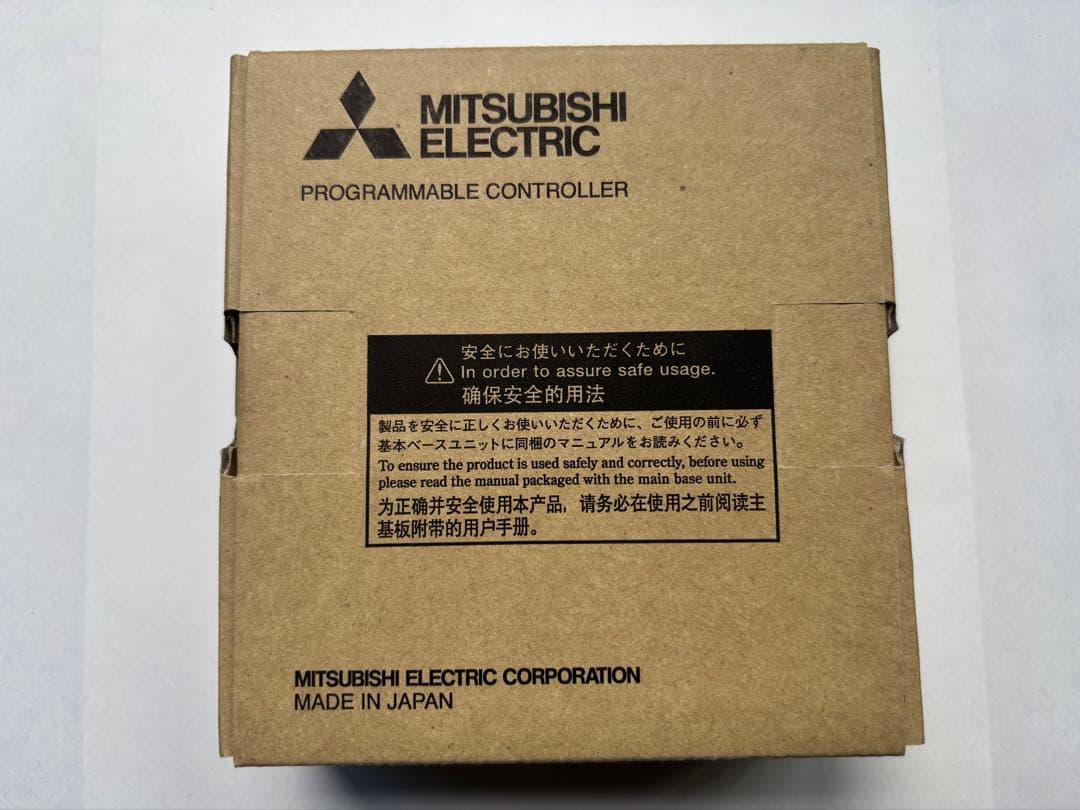 MITSUBISHI
ELECTRIC
PROGRAMMABLE CONTROLLER
安全にお使いいただくために
In order to assure safe usage.
确保安全的用法
製品を安全に正しくお使いいただくために、ご使用の前に必ず
基本ベースユニットに同梱のマニュアルをお読みください。
To ensure the product is used safely and correctly, before using
please read the manual packaged with the main base unit.
为正确并安全使用本产品，请务必在使用之前阅读主
基板附带的用户手册。
MITSUBISHI ELECTRIC CORPORATION
MADE IN JAPAN